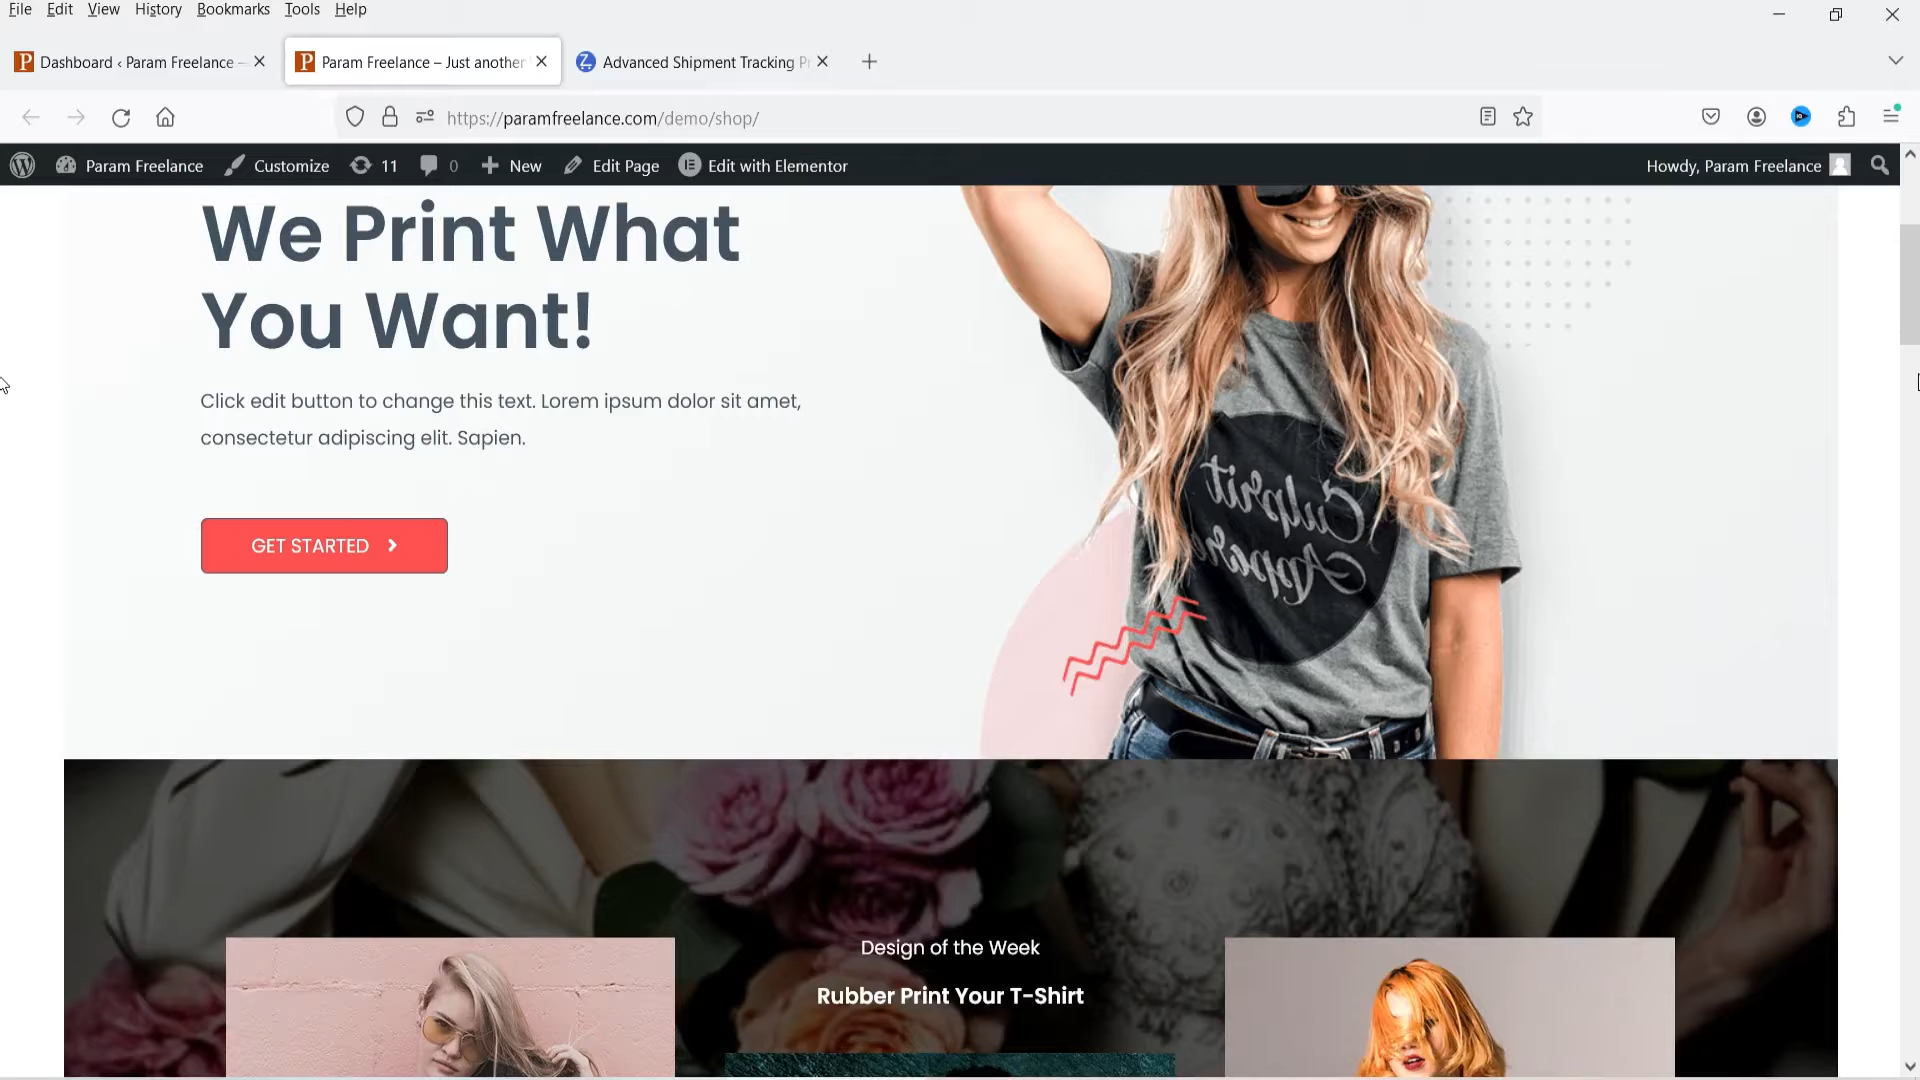 File Edit View History Bookmarks Tools Help
Dashboard ‹ Param Freelance —
Param Freelance – Just another
Advanced Shipment Tracking Pr
https://paramfreelance.com/demo/shop/
Param Freelance Customize 11 0 New Edit Page Edit with Elementor Howdy, Param Freelance
We Print What
You Want!
Click edit button to change this text. Lorem ipsum dolor sit amet,
consectetur adipiscing elit. Sapien.
GET STARTED
Culprit
Design of the Week
Rubber Print Your T-Shirt